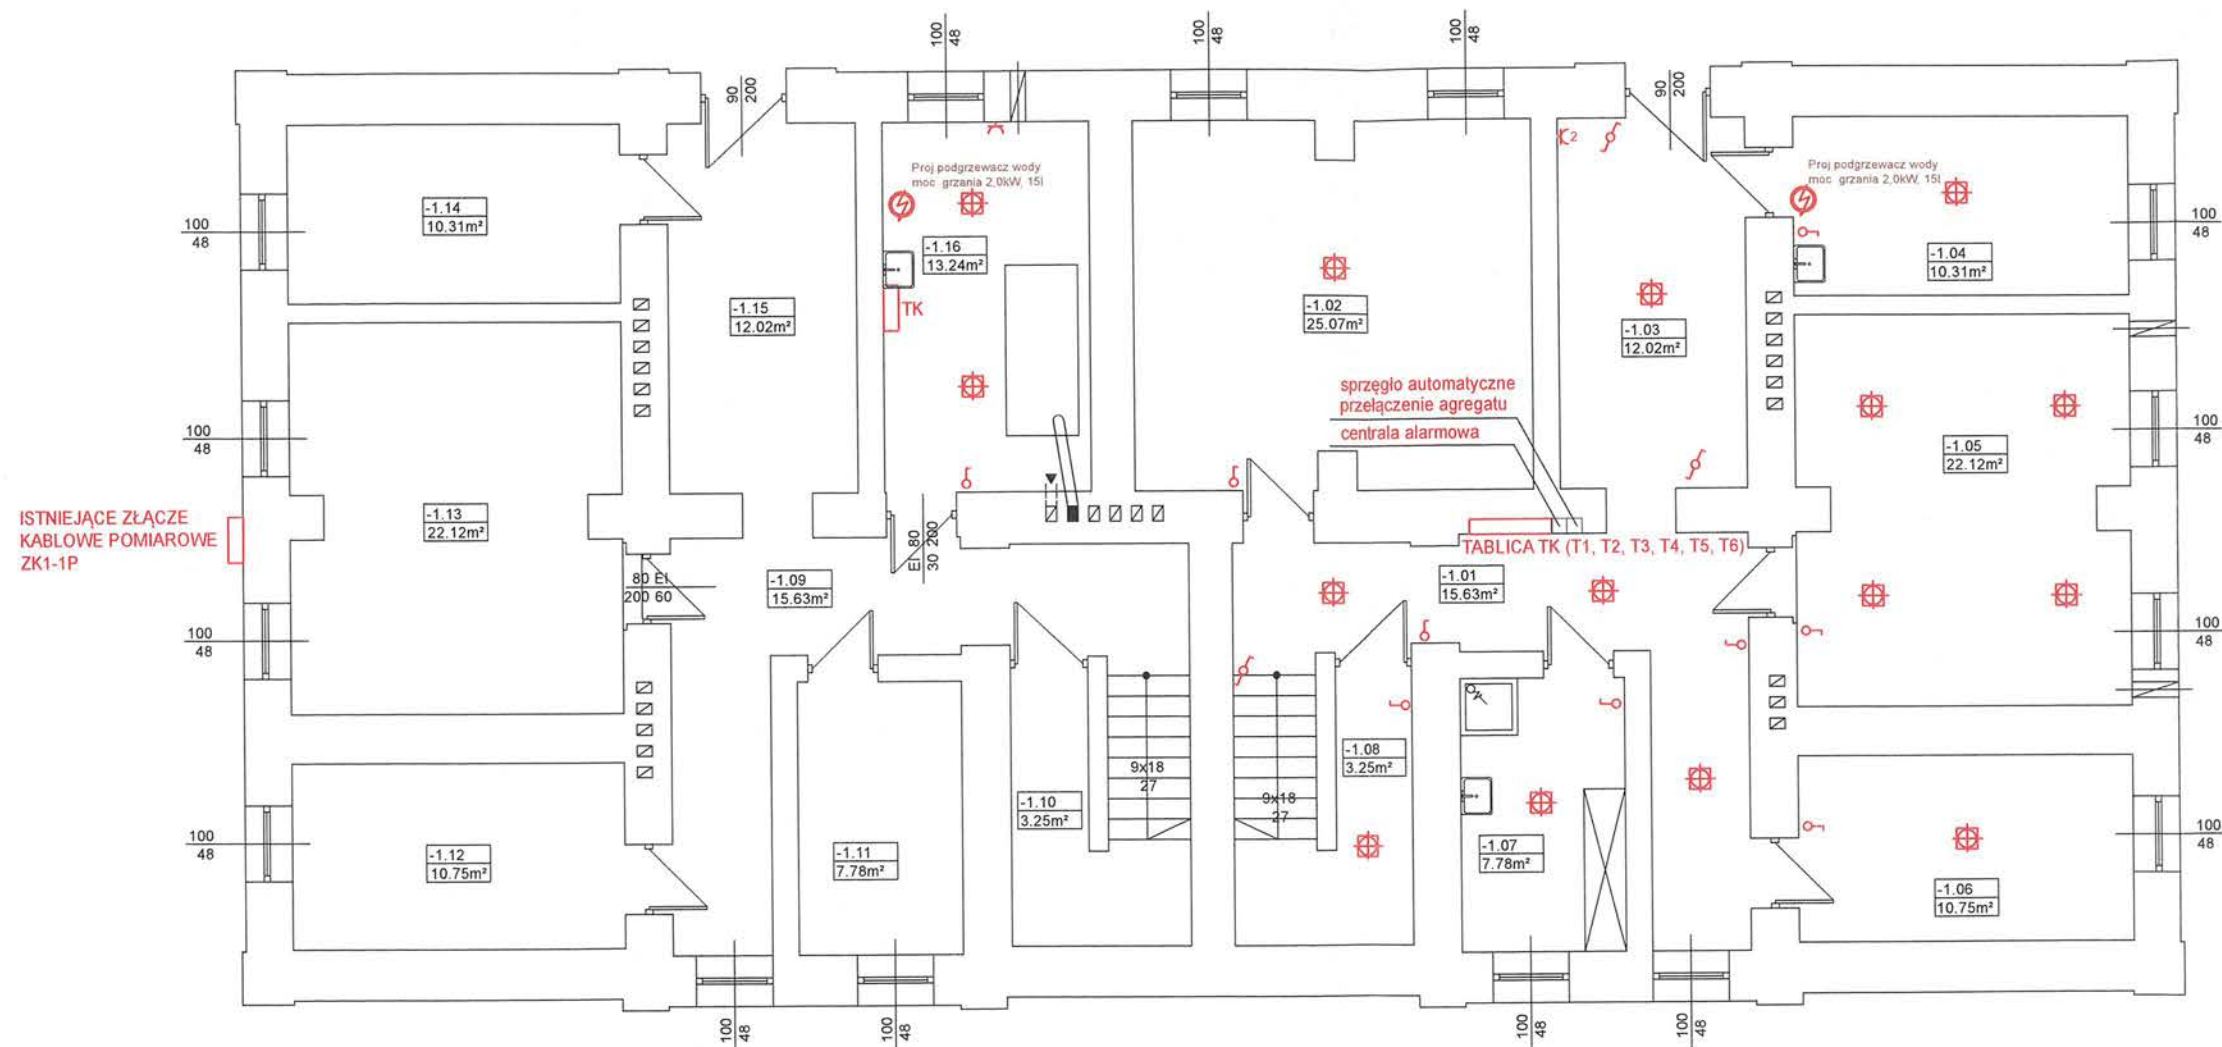 100
48
100
48
100
48
90
200
90
200
Proj podgrzewacz wody
moc grzania 2,0kW, 15l
K2
Proj podgrzewacz wody
moc grzania 2,0kW, 15l
-1.14
10.31m²
100
48
-1.16
13.24m²
-1.04
10.31m²
100
48
-1.15
12.02m²
TK
-1.02
25.07m²
-1.03
12.02m²
sprzęgło automatyczne
przełączenie agregatu
centrala alarmowa
100
48
-1.05
22.12m²
100
48
ISTNIEJĄCE ZŁĄCZE
KABLOWE POMIAROWE
ZK1-1P
-1.13
22.12m²
EI 80
30 200
TABLICA TK (T1, T2, T3, T4, T5, T6)
80 EI
200 60
-1.09
15.63m²
-1.01
15.63m²
100
48
100
48
9x18
27
9x18
27
-1.08
3.25m²
-1.10
3.25m²
100
48
-1.12
10.75m²
-1.11
7.78m²
-1.07
7.78m²
100
48
-1.06
10.75m²
100
48
100
48
100
48
100
48